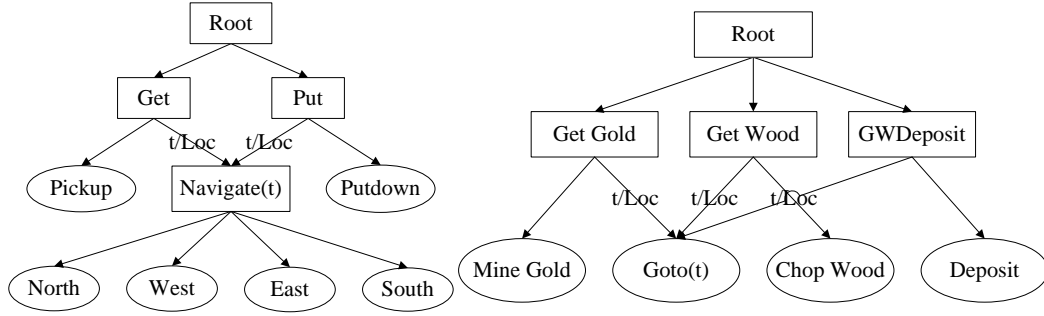 Root
Get
Put
t/Loc
t/Loc
Pickup
Navigate(t)
Putdown
North
West
East
South
Root
Get Gold
Get Wood
GWDeposit
t/Loc
t/Loc
t/Loc
Mine Gold
Goto(t)
Chop Wood
Deposit